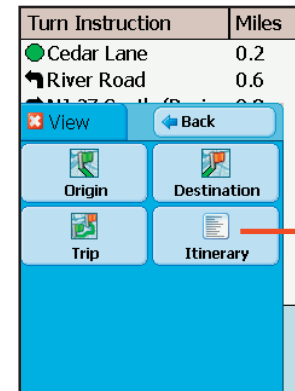 Turn Instruction Miles
Cedar Lane 0.2
River Road 0.6
View Back
Origin Destination
Trip Itinerary